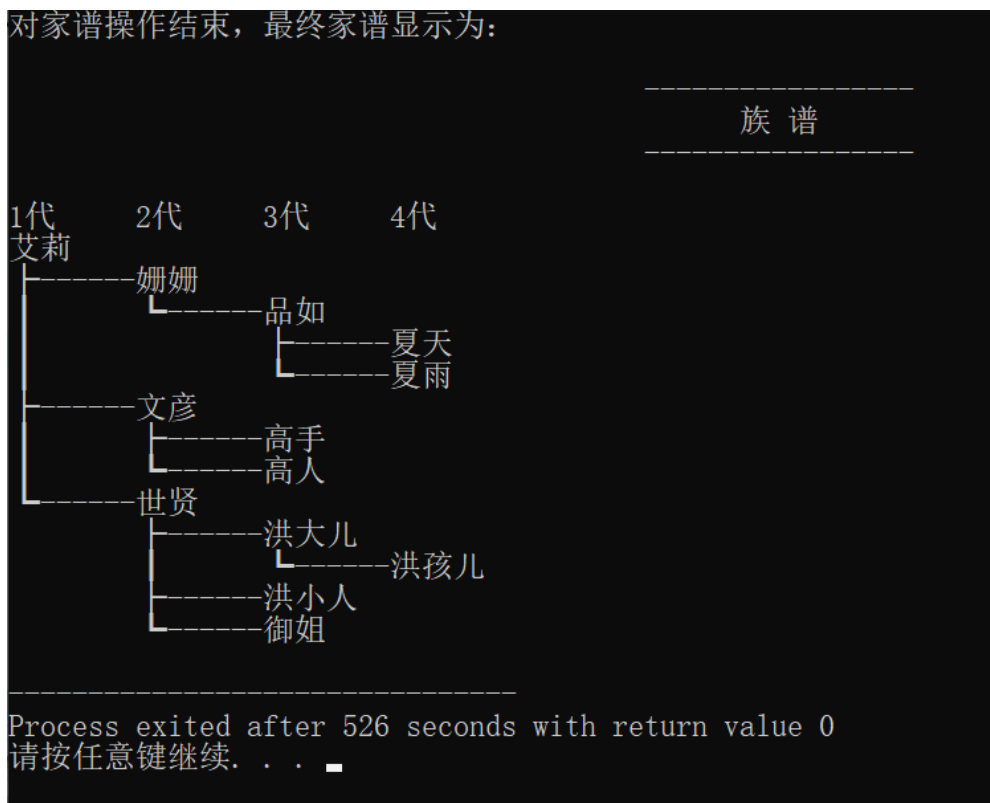 对家谱操作结束，最终家谱显示为：
-----------------
族 谱
-----------------
1代 2代 3代 4代
艾莉
├------姗姗
┗------品如
├------夏天
┗------夏雨
├------文彦
├------高手
┗------高人
┗------世贤
├------洪大儿
┗------洪孩儿
├------洪小人
┗------御姐
--------------------------------
Process exited after 526 seconds with return value 0
请按任意键继续. . .